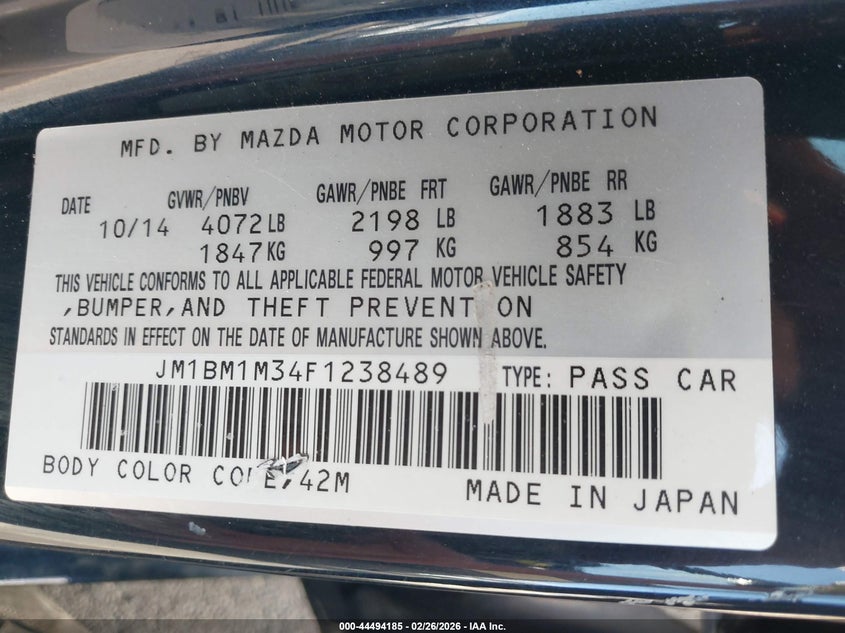 MFD. BY MAZDA MOTOR CORPORATION
DATE GVWR/PNBV GAWR/PNBE FRT GAWR/PNBE RR
10/14 4072 LB 2198 LB 1883 LB
1847 KG 997 KG 854 KG
THIS VEHICLE CONFORMS TO ALL APPLICABLE FEDERAL MOTOR VEHICLE SAFETY
,BUMPER,AND THEFT PREVENTION
STANDARDS IN EFFECT ON THE DATE OF MANUFACTURE SHOWN ABOVE.
JM1BM1M34F1238489 TYPE: PASS CAR
BODY COLOR CODE,42M
MADE IN JAPAN
000-44494185 - 02/26/2026 - IAA Inc.